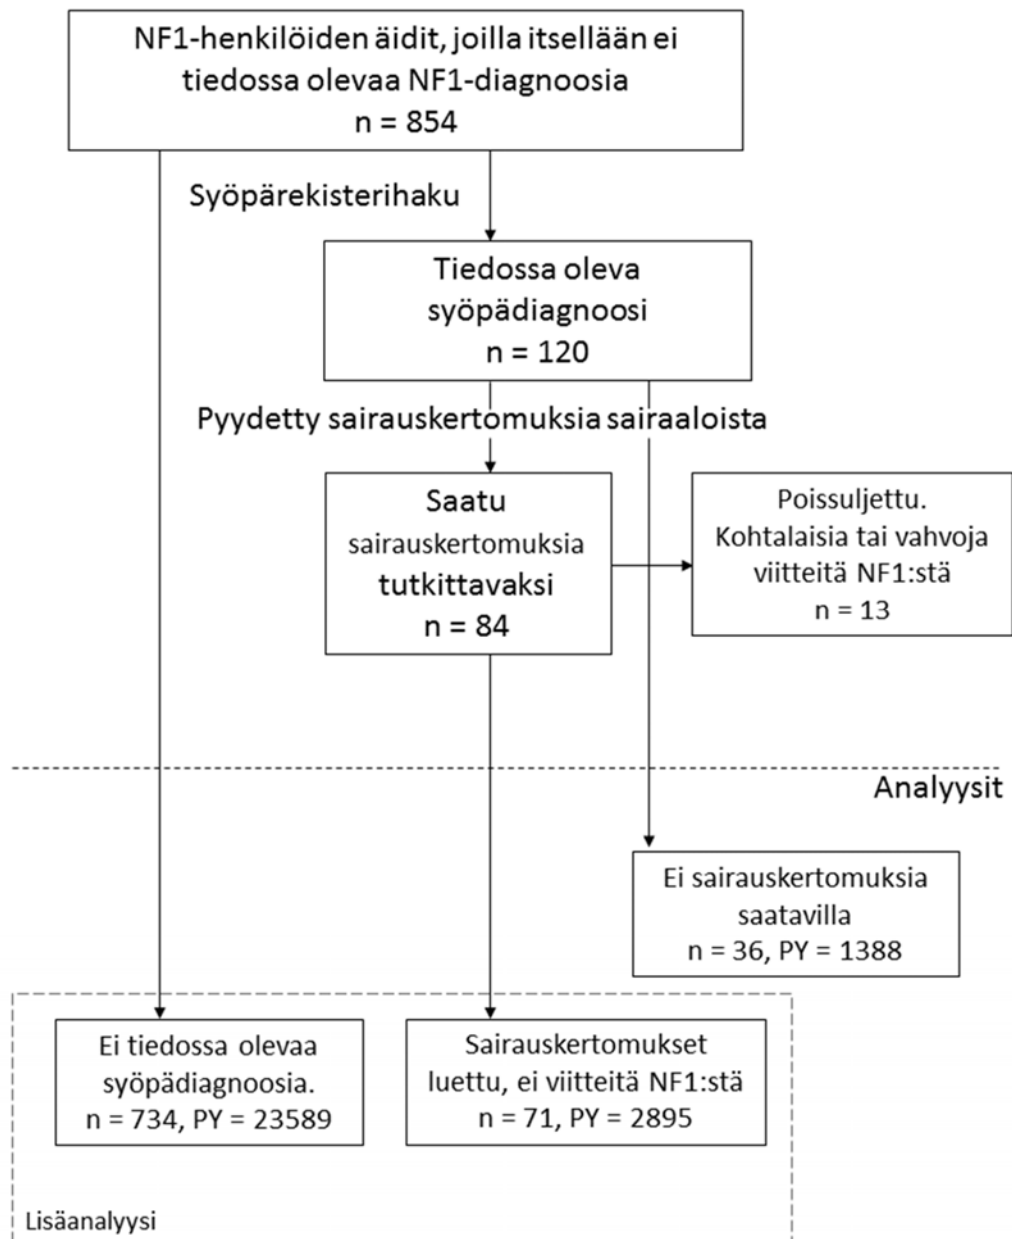 NF1-henkilöiden äidit, joilla itsellään ei
tiedossa olevaa NF1-diagnoosia
n = 854
Syöpärekisterihaku
Tiedossa oleva
syöpädiagnoosi
n = 120
Pyydetty sairauskertomuksia sairaaloista
Saatu
sairauskertomuksia
tutkittavaksi
n = 84
Poissuljettu.
Kohtalaisia tai vahvoja
viitteitä NF1:stä
n = 13
Analyysit
Ei sairauskertomuksia
saatavilla
n = 36, PY = 1388
Ei tiedossa olevaa
syöpädiagnoosia.
n = 734, PY = 23589
Sairauskertomukset
luettu, ei viitteitä NF1:stä
n = 71, PY = 2895
Lisäanalyysi